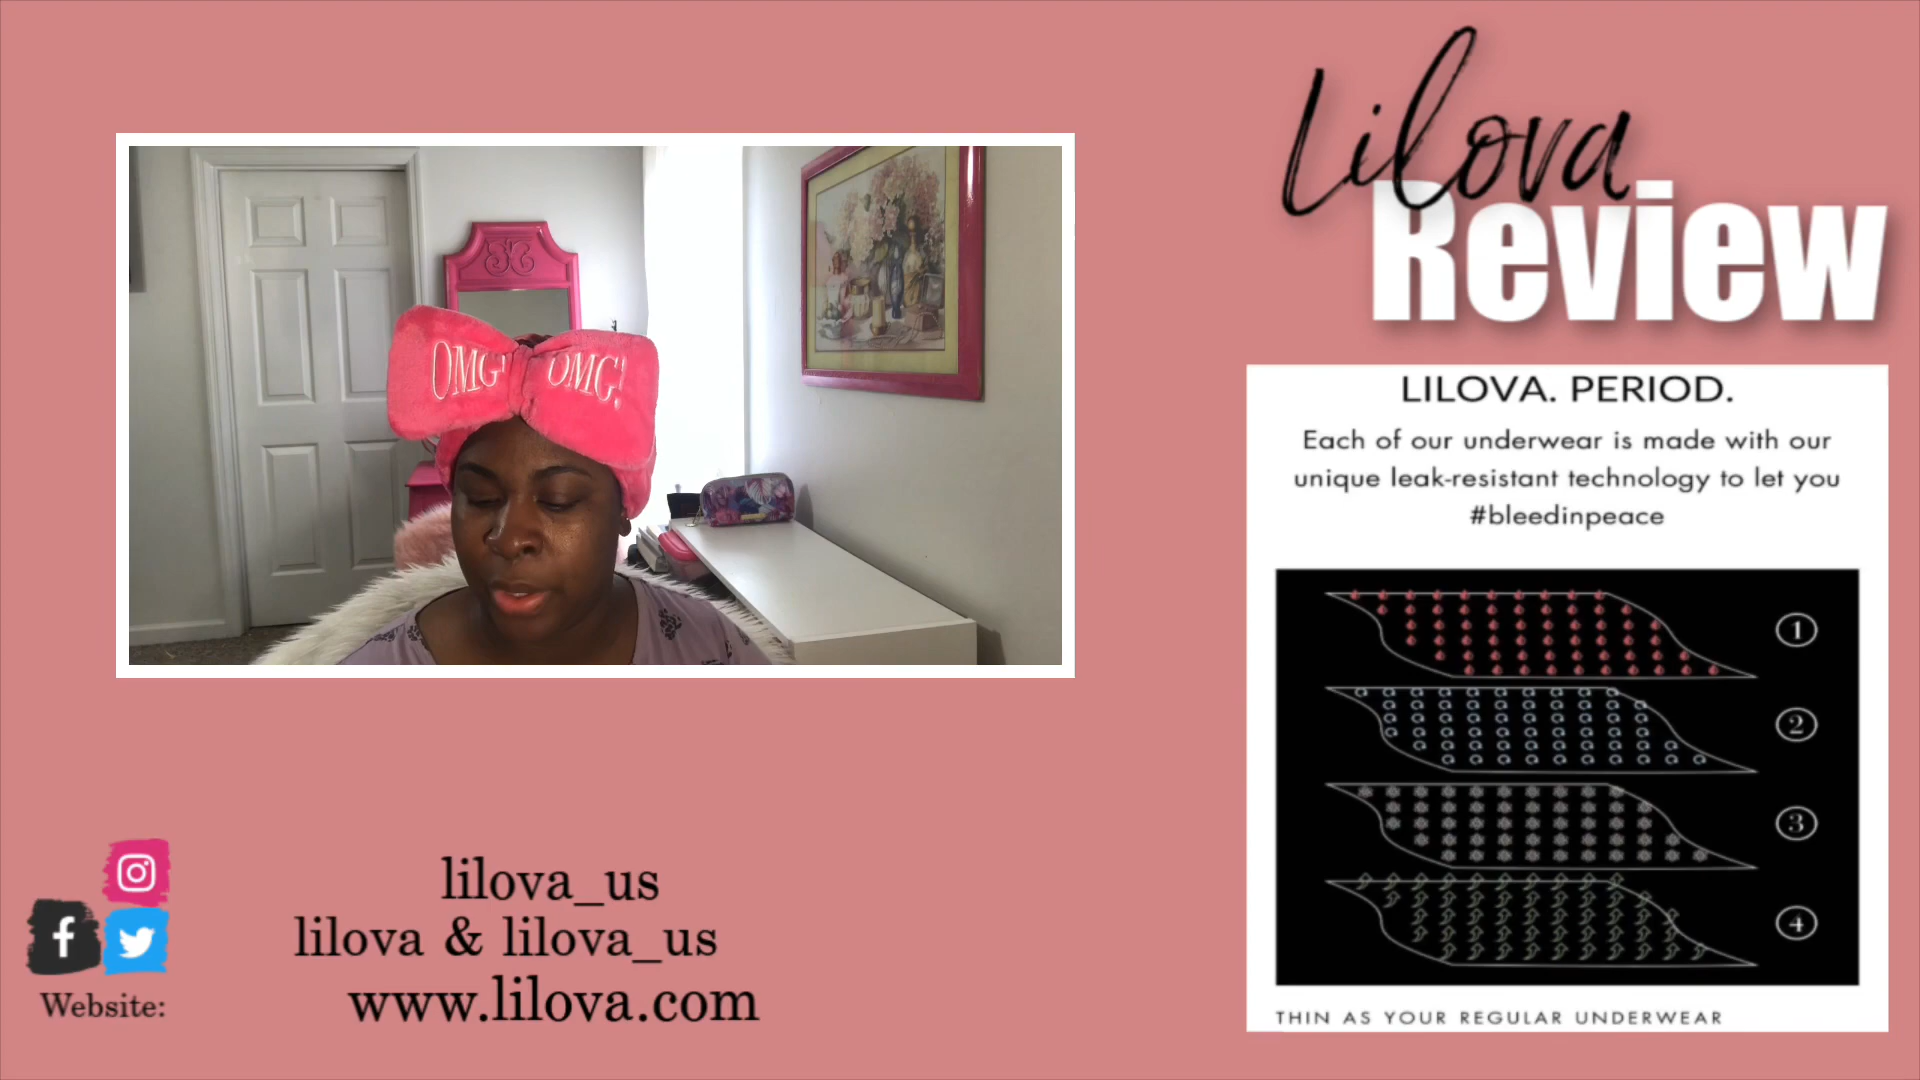 Lilova
Review
OMG! OMG!
LILOVA. PERIOD.
Each of our underwear is made with our
unique leak-resistant technology to let you
#bleedinpeace
1
2
3
4
THIN AS YOUR REGULAR UNDERWEAR
lilova_us
lilova & lilova_us
Website: www.lilova.com